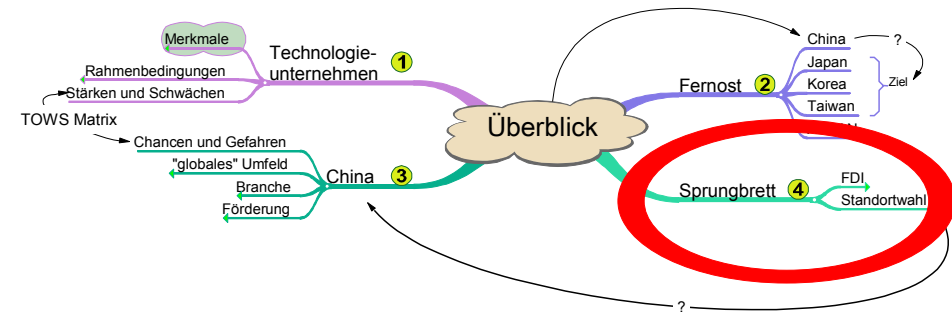 Überblick
Merkmale
Technologie-
unternehmen
1
Rahmenbedingungen
Stärken und Schwächen
TOWS Matrix
China
?
Japan
Fernost
2
Korea
Ziel
Taiwan
Chancen und Gefahren
"globales" Umfeld
China
3
Branche
Förderung
Sprungbrett
4
FDI
Standortwahl
?